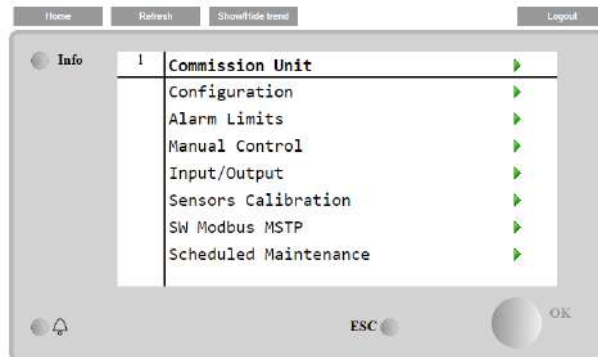 Home Refresh Show/Hide trend Logout
Info
1 Commission Unit
Configuration
Alarm Limits
Manual Control
Input/Output
Sensors Calibration
SW Modbus MSTP
Scheduled Maintenance
ESC
OK